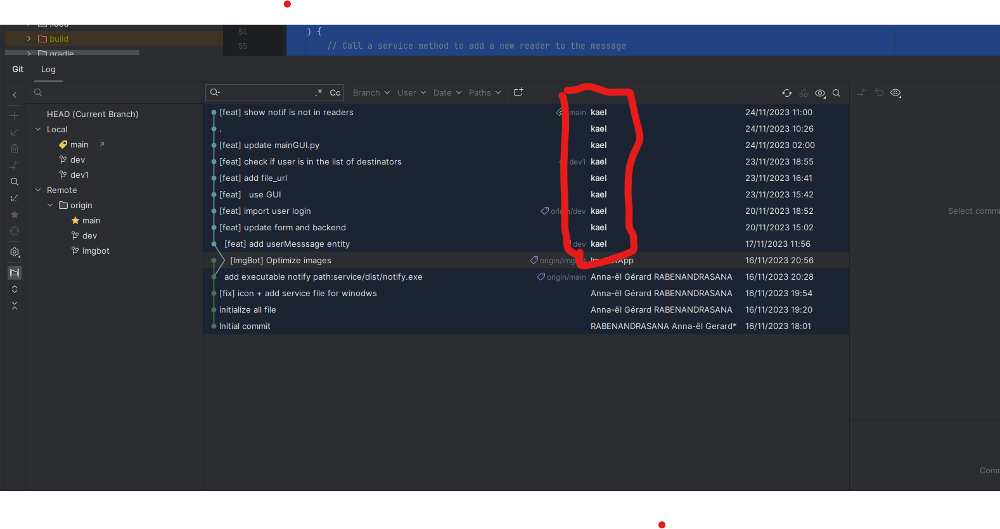 .idea
build
gradle
54 ) {
55 // Call a service method to add a new reader to the message
Git Log
.* Cc Branch User Date Paths
HEAD (Current Branch)
Local
main
dev
dev1
Remote
origin
main
dev
imgbot
[feat] show notif is not in readers main kael 24/11/2023 11:00
. kael 24/11/2023 10:26
[feat] update mainGUI.py kael 24/11/2023 02:00
[feat] check if user is in the list of destinators dev1 kael 23/11/2023 18:55
[feat] add file_url kael 23/11/2023 16:41
[feat] use GUI kael 23/11/2023 15:42
[feat] import user login origin/dev kael 20/11/2023 18:52
[feat] update form and backend kael 20/11/2023 15:02
[feat] add userMesssage entity dev kael 17/11/2023 11:56
[ImgBot] Optimize images origin/imgbot ImgBotApp 16/11/2023 20:56
add executable notify path:service/dist/notify.exe origin/main Anna-ël Gérard RABENANDRASANA 16/11/2023 20:28
[fix] icon + add service file for winodws Anna-ël Gérard RABENANDRASANA 16/11/2023 19:54
initialize all file Anna-ël Gérard RABENANDRASANA 16/11/2023 19:20
Initial commit RABENANDRASANA Anna-ël Gerard* 16/11/2023 18:01
Select commi
Comm